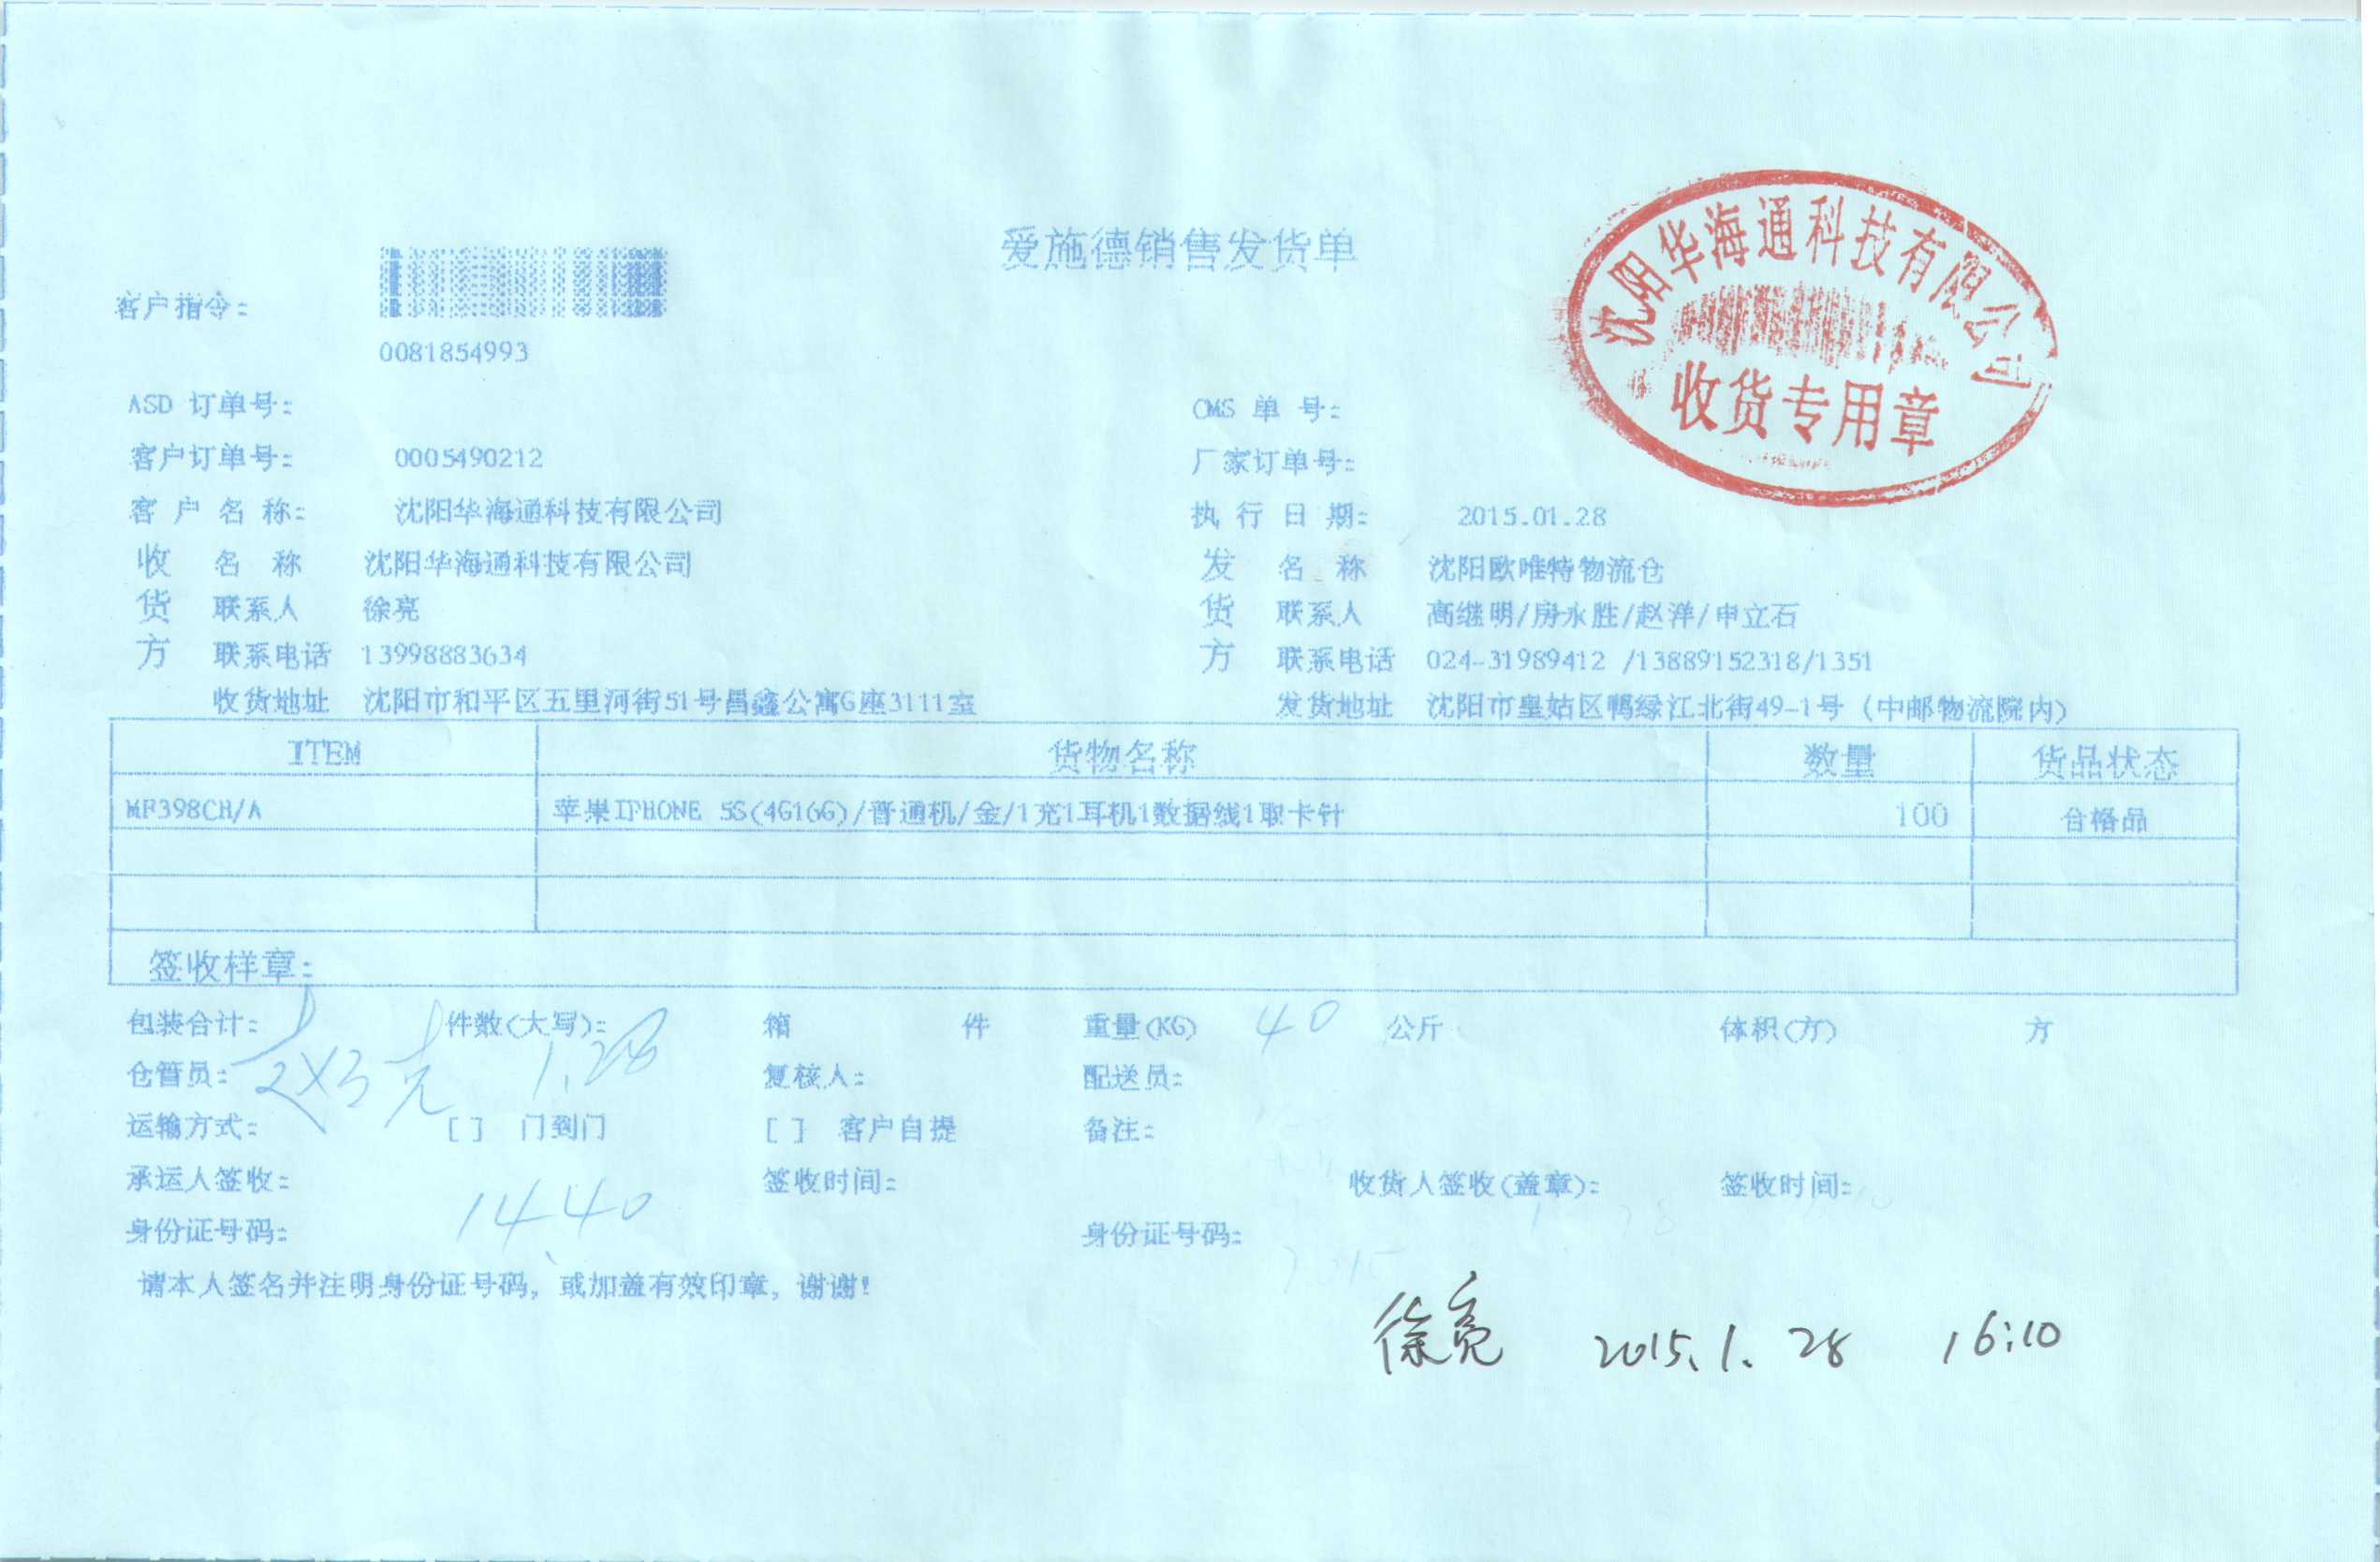 爱施德销售发货单
沈阳华海通科技有限公司
收货专用章
客户指令:
0081854993
ASD 订单号: CMS 单 号:
客户订单号: 0005490212 厂家订单号:
客 户 名 称: 沈阳华海通科技有限公司 执 行 日 期: 2015.01.28
收 名 称 沈阳华海通科技有限公司 发 名 称 沈阳欧唯特物流仓
货 联系人 徐亮 货 联系人 高继明/房永胜/赵洋/申立石
方 联系电话 13998883634 方 联系电话 024-31989412 /13889152318/1351
收货地址 沈阳市和平区五里河街51号昌鑫公寓G座3111室 发货地址 沈阳市皇姑区鸭绿江北街49-1号 (中邮物流院内)
ITEM 货物名称 数量 货品状态
MF398CH/A 苹果IPHONE 5S(4G16G)/普通机/金/1充1耳机1数据线1取卡针 100 合格品
签收样章:
包装合计: 件数(大写): 箱 件 重量(KG) 40 公斤 体积(方) 方
仓管员: 1.28 复核人: 配送员:
运输方式: [ ] 门到门 [ ] 客户自提 备注:
承运人签收: 签收时间: 收货人签收(盖章): 签收时间:
14.40
身份证号码: 身份证号码:
请本人签名并注明身份证号码, 或加盖有效印章, 谢谢!
徐亮 2015.1.28 16:10